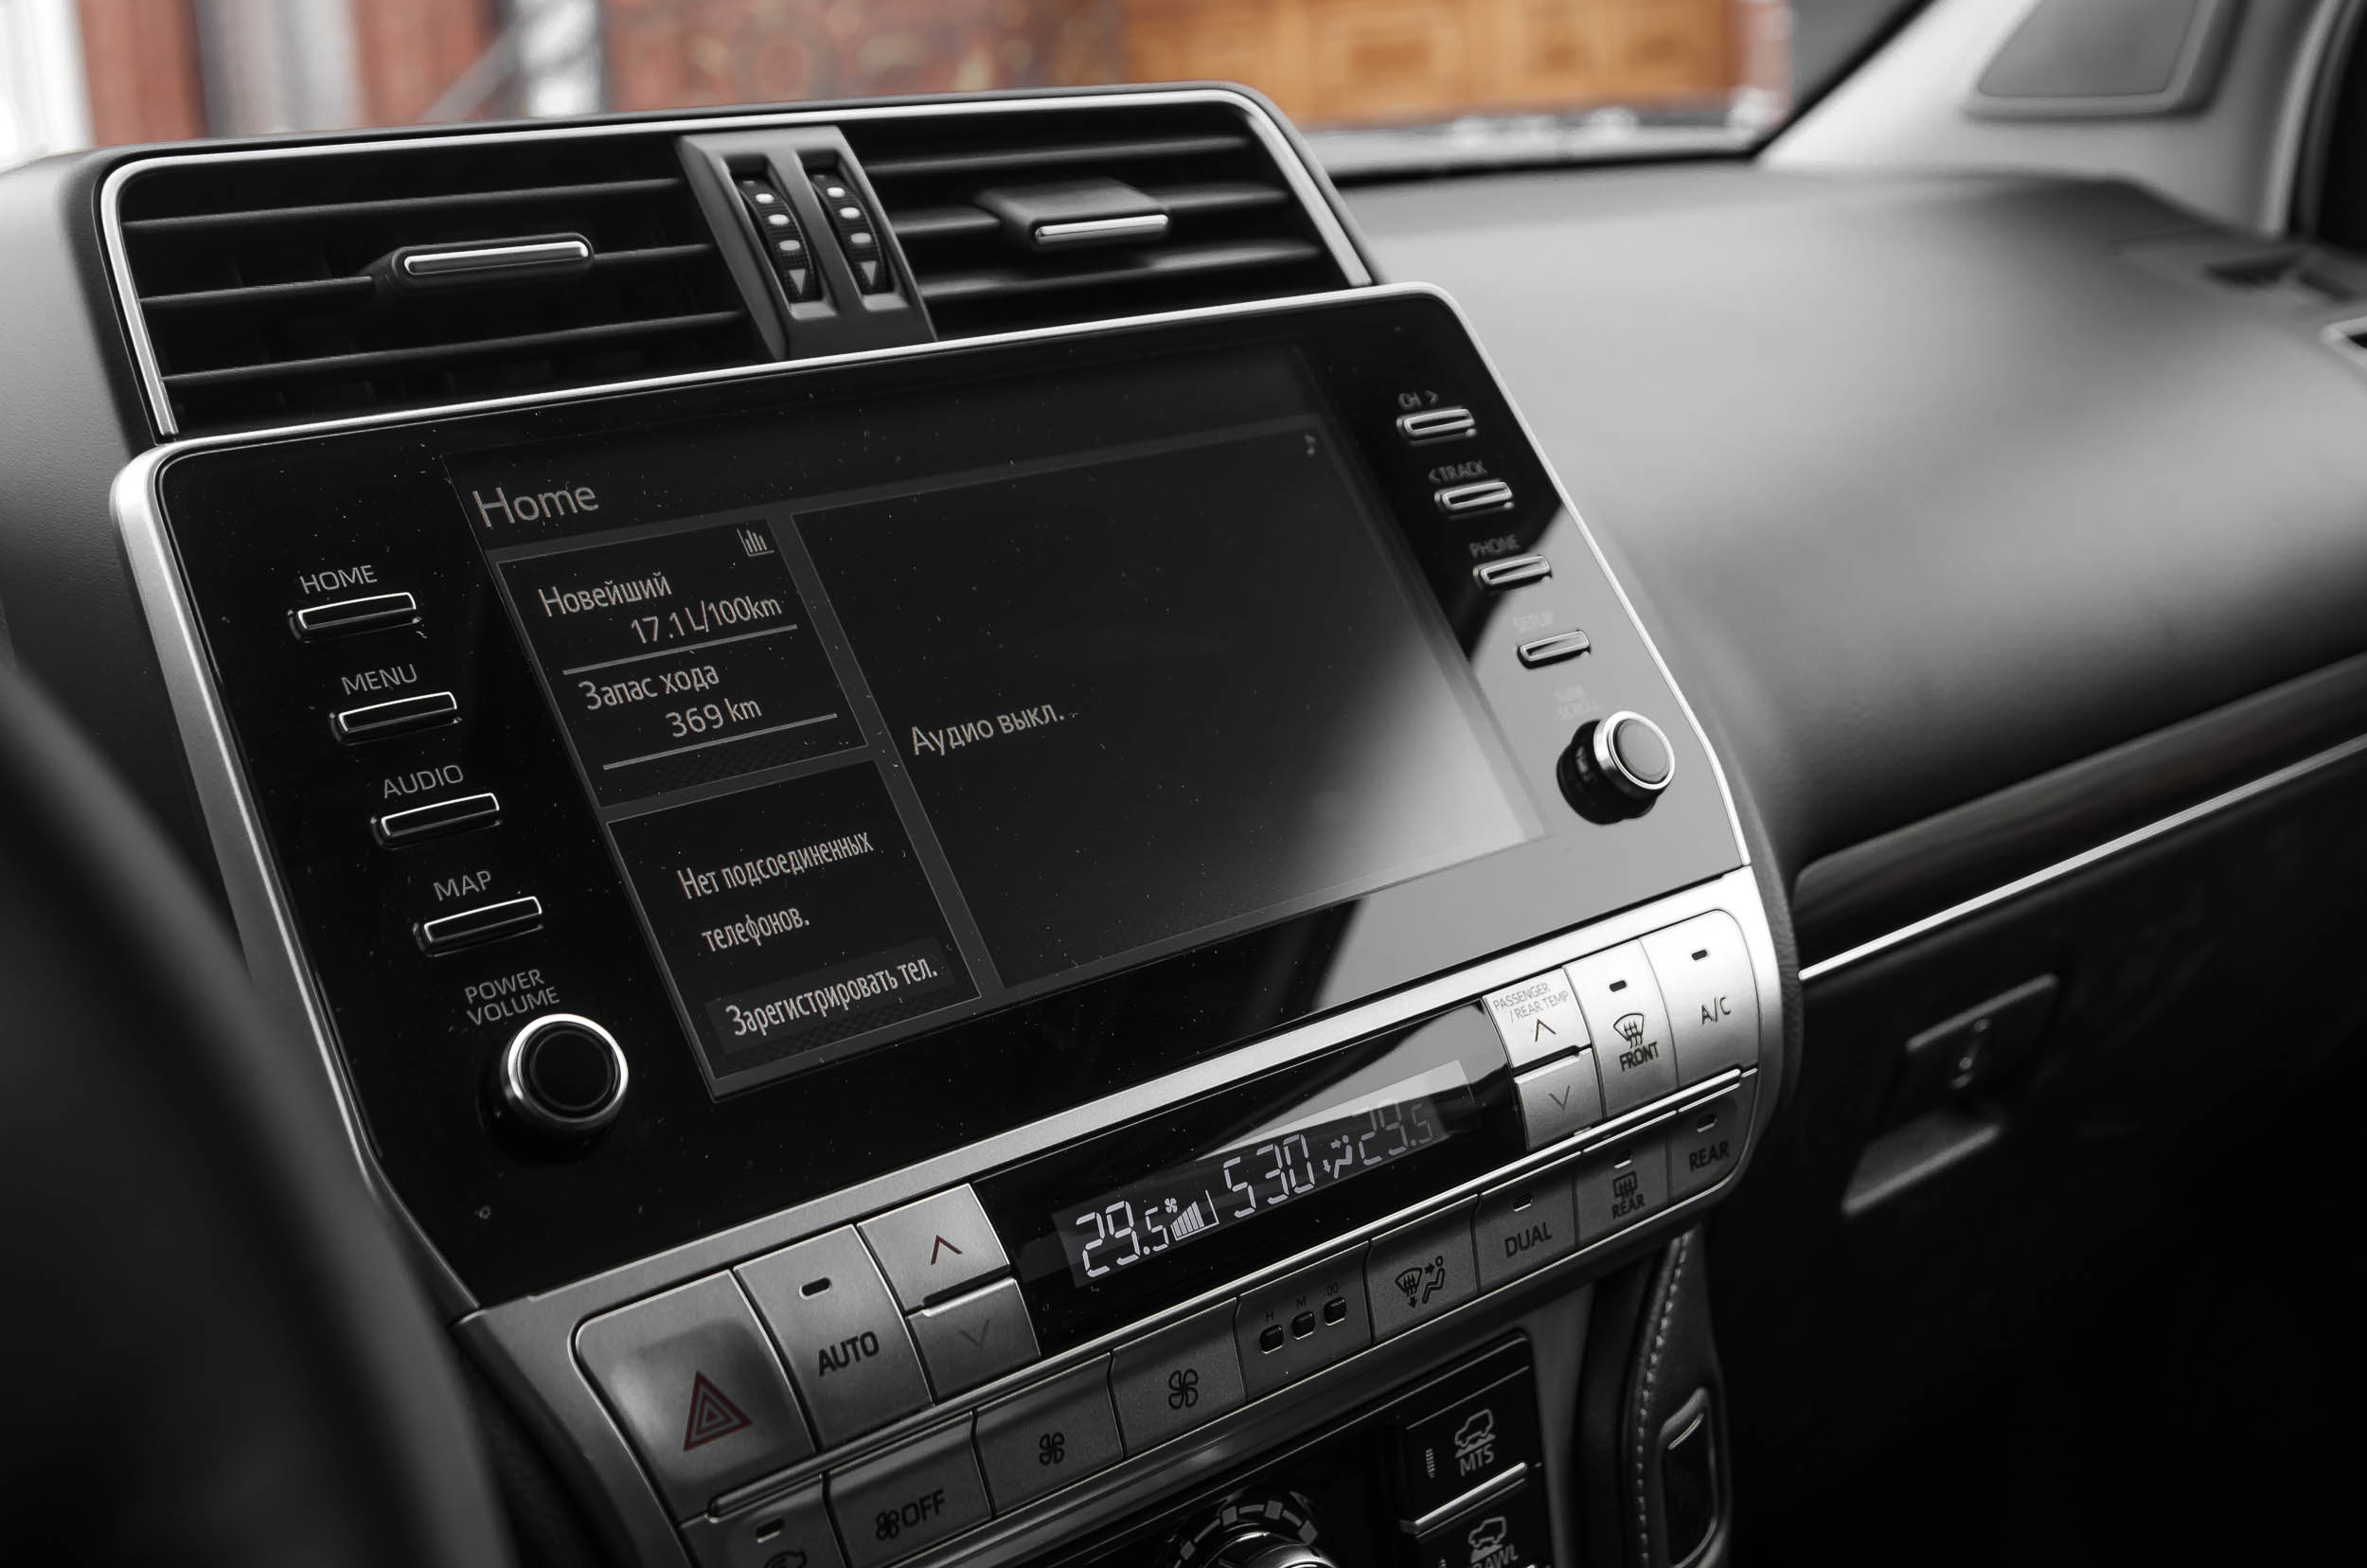 CH >
< TRACK
PHONE
SETUP
Home
HOME
MENU
AUDIO
MAP
POWER
VOLUME
Новейший
17.1 L/100km
Запас хода
369 km
Аудио выкл.
Нет подсоединенных
телефонов.
Зарегистрировать тел.
PASSENGER
/REAR TEMP
FRONT
A/C
29.5 530 29.5
AUTO
H M :00
DUAL
REAR
REAR
OFF
MTS